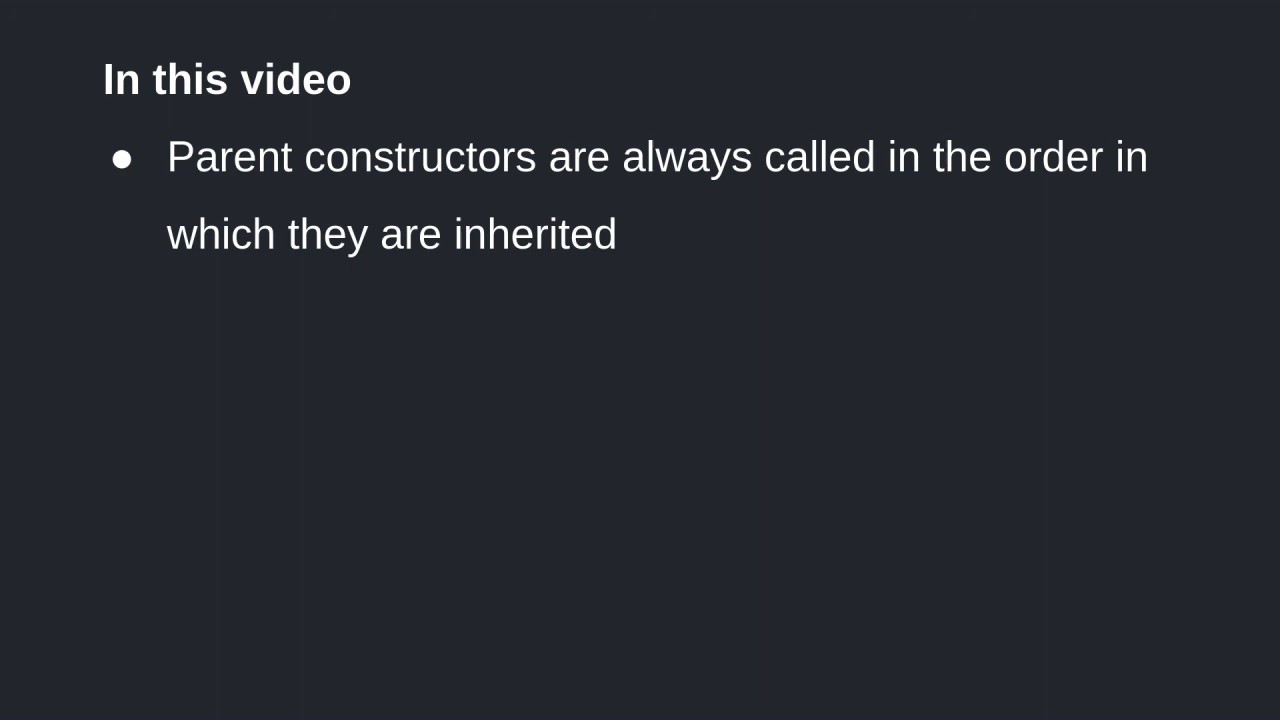 In this video
● Parent constructors are always called in the order in
which they are inherited